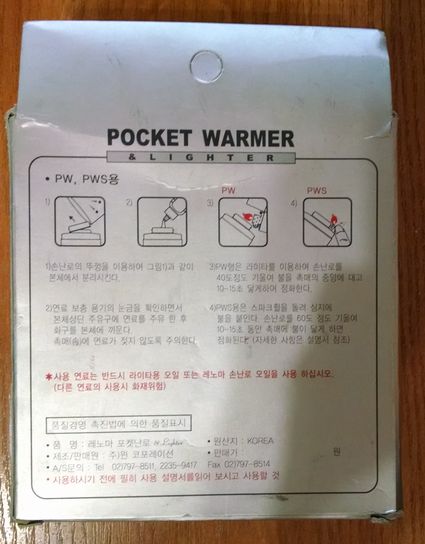 POCKET WARMER
& LIGHTER
• PW, PWS용
1)
2)
PW
3)
PWS
4)
1)손난로의 뚜껑을 이용하여 그림1)과 같이
본체에서 분리시킨다.
2)연료 보충 용기의 눈금을 확인하면서
본체상단 주유구에 연료를 주유 한 후
화구를 본체에 끼운다.
촉매(솜)에 연료가 젖지 않도록 주의한다.
3)PW형은 라이타를 이용하여 손난로를
40도정도 기울여 불을 촉매의 중앙에 대고
10-15초 닿게하여 점화한다.
4)PWS용은 스파크휠을 돌려 심지에
불을 붙인다. 손난로를 60도 정도 기울여
10-15초 동안 촉매에 불이 닿게 하면
점화된다 (자세한 사항은 설명서 참조)
*사용 연료는 반드시 라이타용 오일 또는 레노마 손난로 오일을 사용 하십시오.
(다른 연료의 사용시 화재위험)
품질경영 촉진법에 의한 품질표시
• 품 명 : 레노마 포켓난로 • 원산지 : KOREA
• 제조/판매원 : (주)윈 코포레이션 • 판매가 : 원
• A/S문의 : Tel 02)797-8511, 2235-9417 Fax 02)797-8514
• 사용하시기 전에 필히 사용 설명서를읽어 보시고 사용할 것